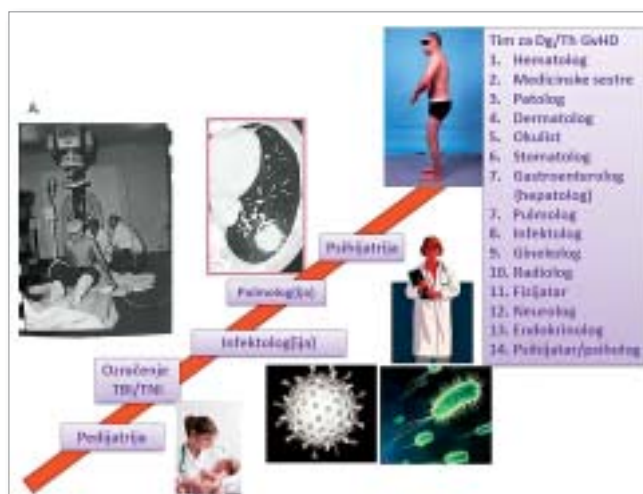 A.
Tim za Dg/Th GvHD
1. Hematolog
2. Medicinske sestre
3. Patolog
4. Dermatolog
5. Okulist
6. Stomatolog
7. Gastroenterolog
(hepatolog)
7. Pulmolog
8. Infektolog
9. Ginekolog
10. Radiolog
11. Fizijatar
12. Neurolog
13. Endokrinolog
14. Psihijatar/psiholog
Psihijatrija
Pulmolog(ija)
Infektolog(ija)
Ozračenje
TBI/TNI
Pedijatrija